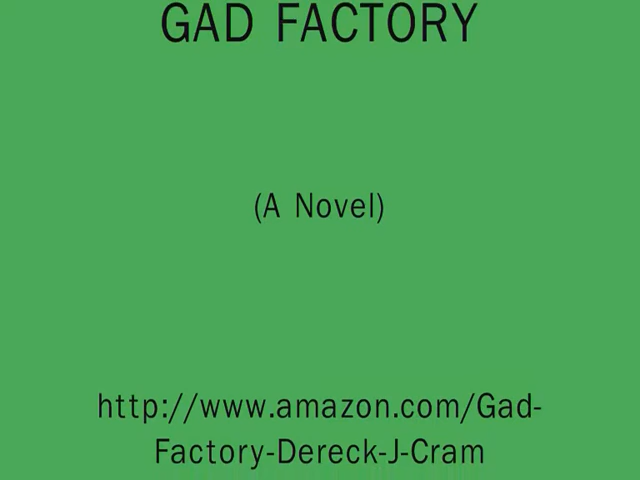 GAD FACTORY
(A Novel)
http://www.amazon.com/Gad-
Factory-Dereck-J-Cram